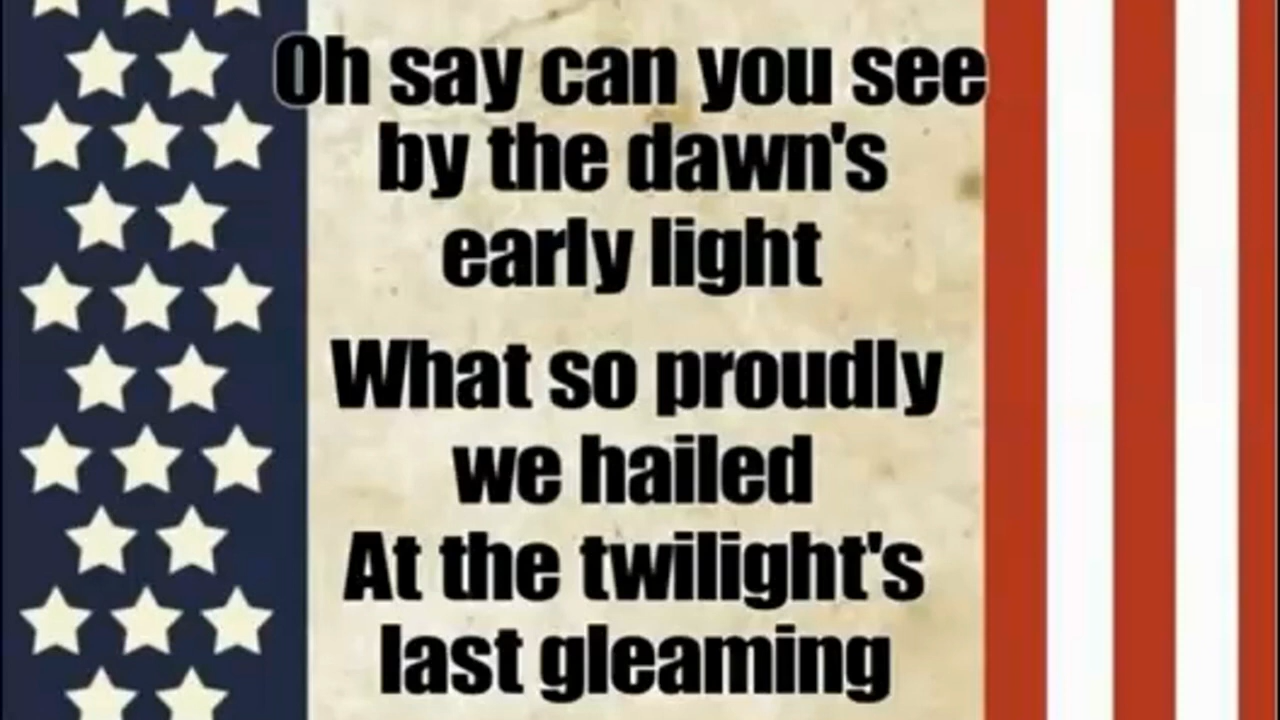 Oh say can you see
by the dawn's
early light
What so proudly
we hailed
At the twilight's
last gleaming